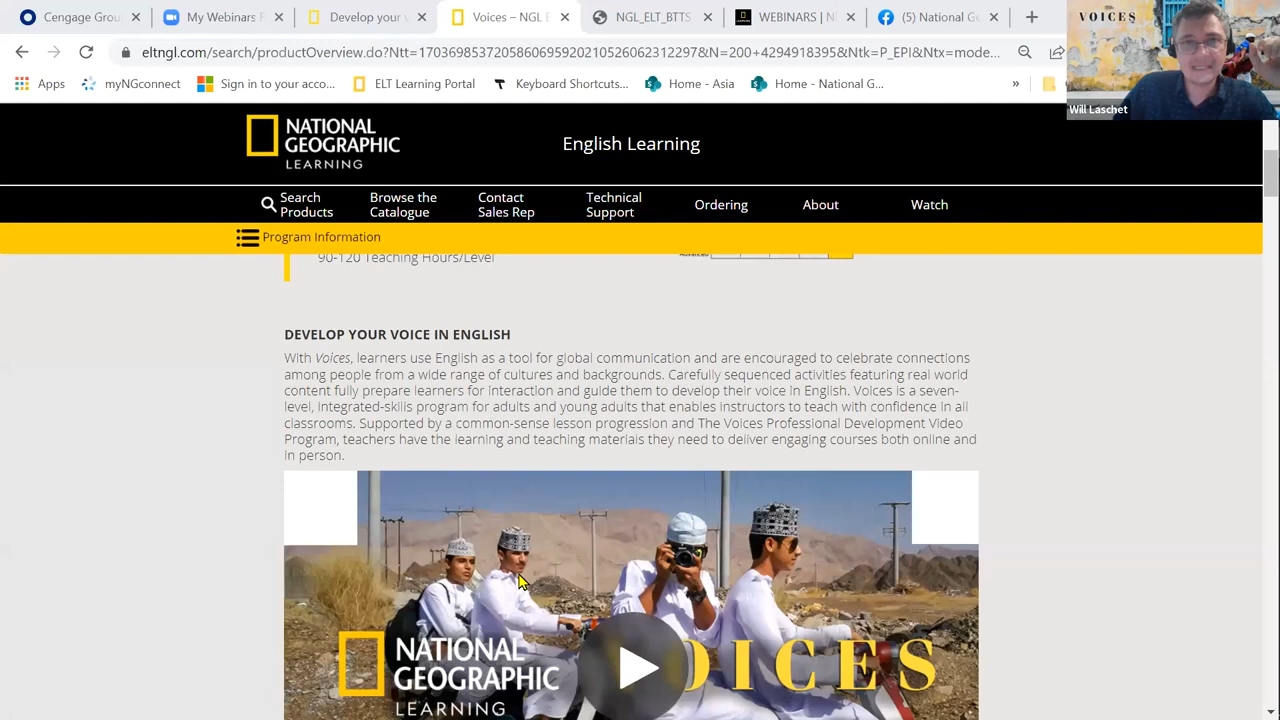 Cengage Grou
My Webinars
Develop your v
Voices – NGL E
NGL_ELT_BTTS
WEBINARS | N
(5) National Ge
eltngl.com/search/productOverview.do?Ntt=170369853720586069592021052606231​2297&N=200+4294918395&Ntk=P_EPI&Ntx=mode...
Apps
myNGconnect
Sign in to your acco...
ELT Learning Portal
Keyboard Shortcuts...
Home - Asia
Home - National G...
»
VOICES
Will Laschet
NATIONAL
GEOGRAPHIC
LEARNING
English Learning
Search
Products
Browse the
Catalogue
Contact
Sales Rep
Technical
Support
Ordering
About
Watch
Program Information
90-120 Teaching Hours/Level
Advanced
DEVELOP YOUR VOICE IN ENGLISH
With Voices, learners use English as a tool for global communication and are encouraged to celebrate connections
among people from a wide range of cultures and backgrounds. Carefully sequenced activities featuring real world
content fully prepare learners for interaction and guide them to develop their voice in English. Voices is a seven-
level, integrated-skills program for adults and young adults that enables instructors to teach with confidence in all
classrooms. Supported by a common-sense lesson progression and The Voices Professional Development Video
Program, teachers have the learning and teaching materials they need to deliver engaging courses both online and
in person.
NATIONAL
GEOGRAPHIC
LEARNING
OICES